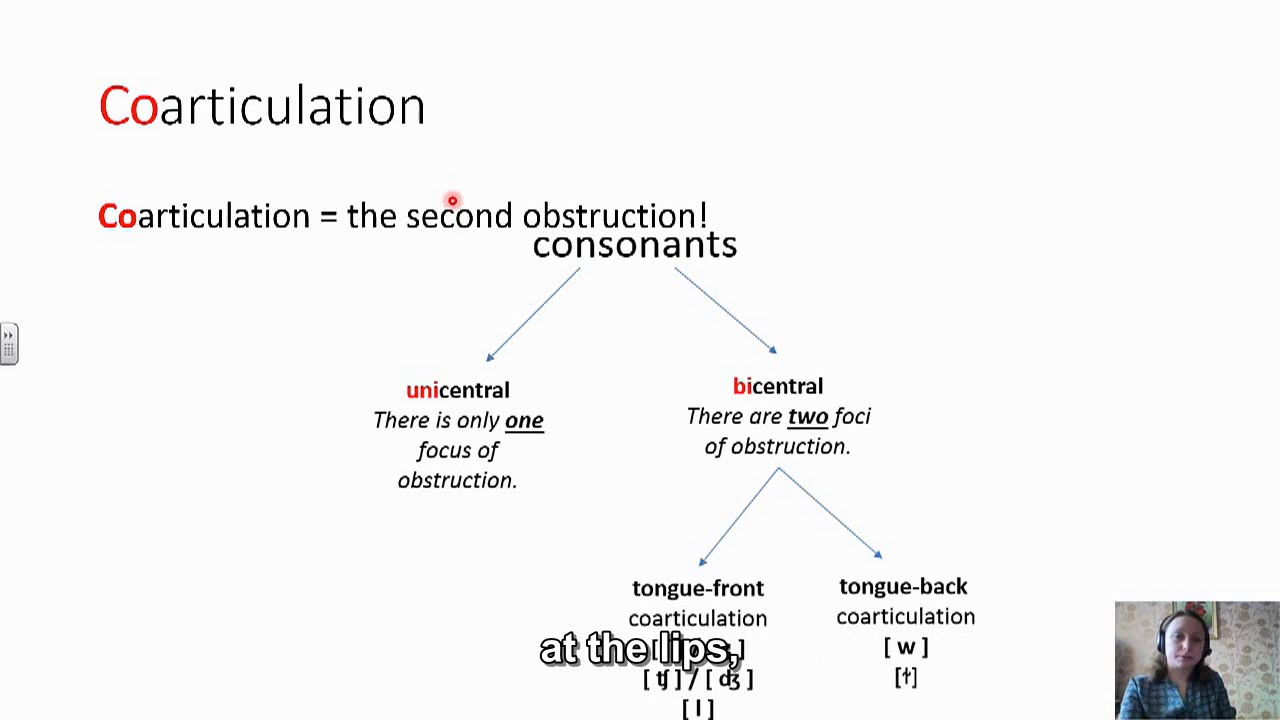 Coarticulation
Coarticulation = the second obstruction!
consonants
unicentral
There is only one
focus of
obstruction.
bicentral
There are two foci
of obstruction.
tongue-front
coarticulation
[ʧ] / [ʤ]
[ l ]
tongue-back
coarticulation
[ w ]
[ɫ]
at the lips,